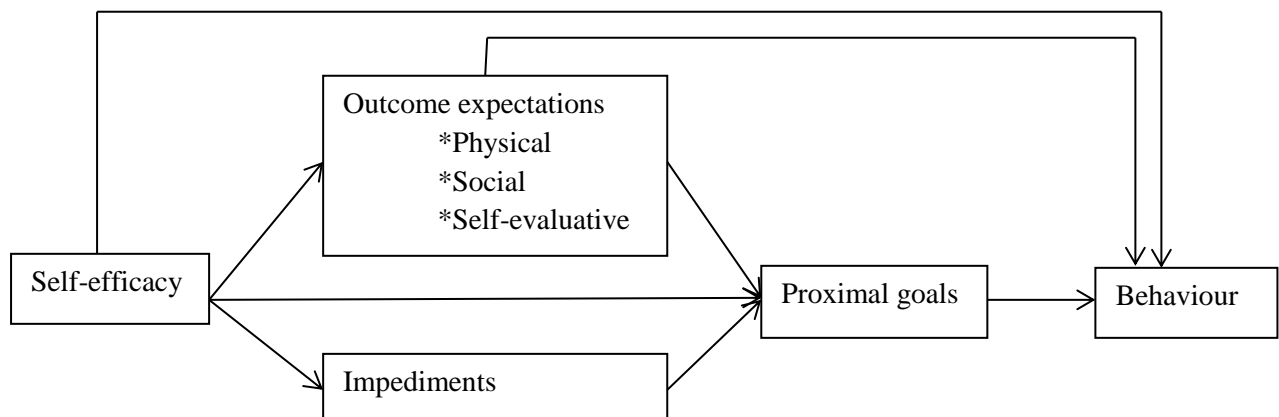 Outcome expectations
*Physical
*Social
*Self-evaluative
Self-efficacy
Proximal goals
Behaviour
Impediments